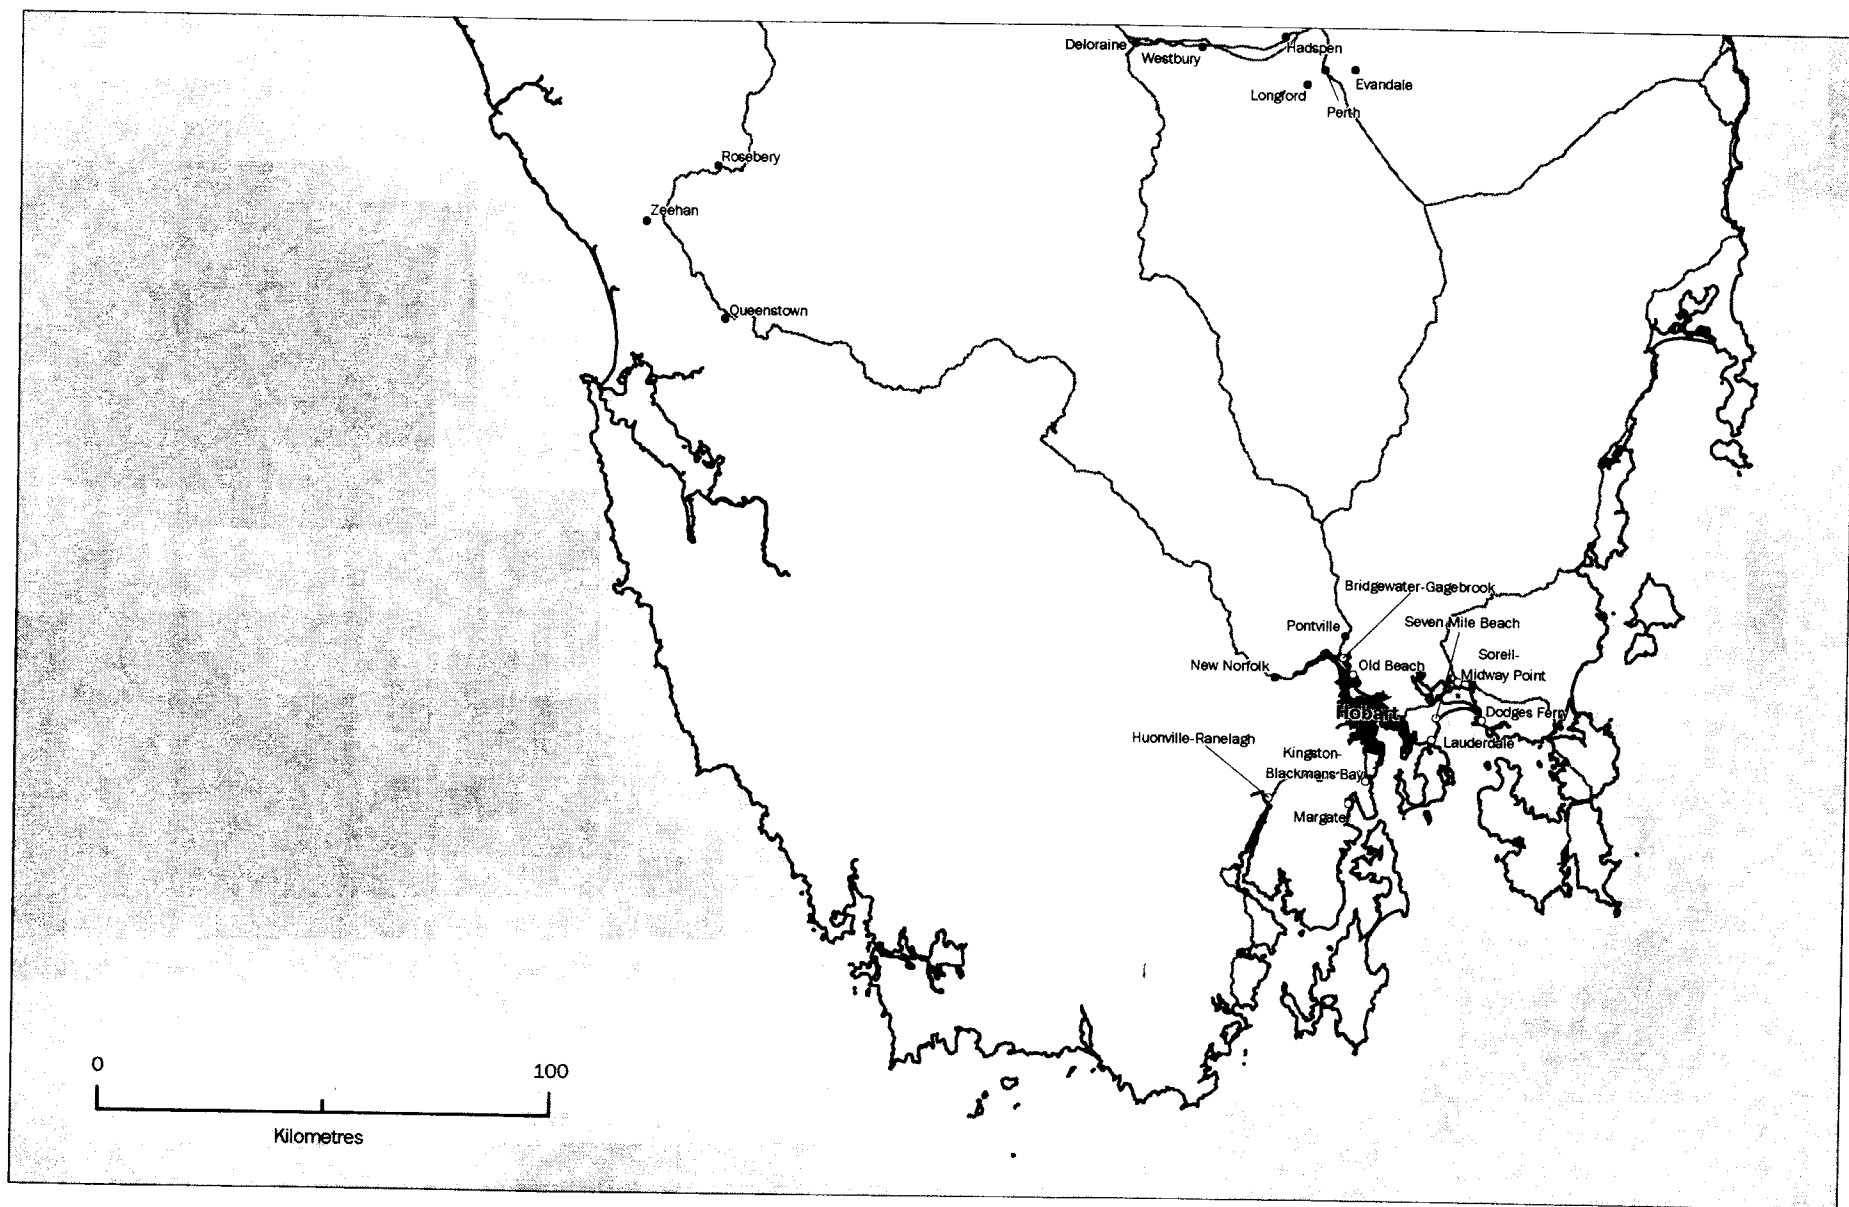 Deloraine
Westbury
Hadspen
Longford
Evandale
Perth
Rosebery
Zeehan
Queenstown
Bridgewater-Gagebrook
Pontville
Seven Mile Beach
New Norfolk
Old Beach
Sorell-
Midway Point
Hobart
Dodges Ferry
Huonville-Ranelagh
Lauderdale
Kingston-
Blackmans Bay
Margate
0
100
Kilometres